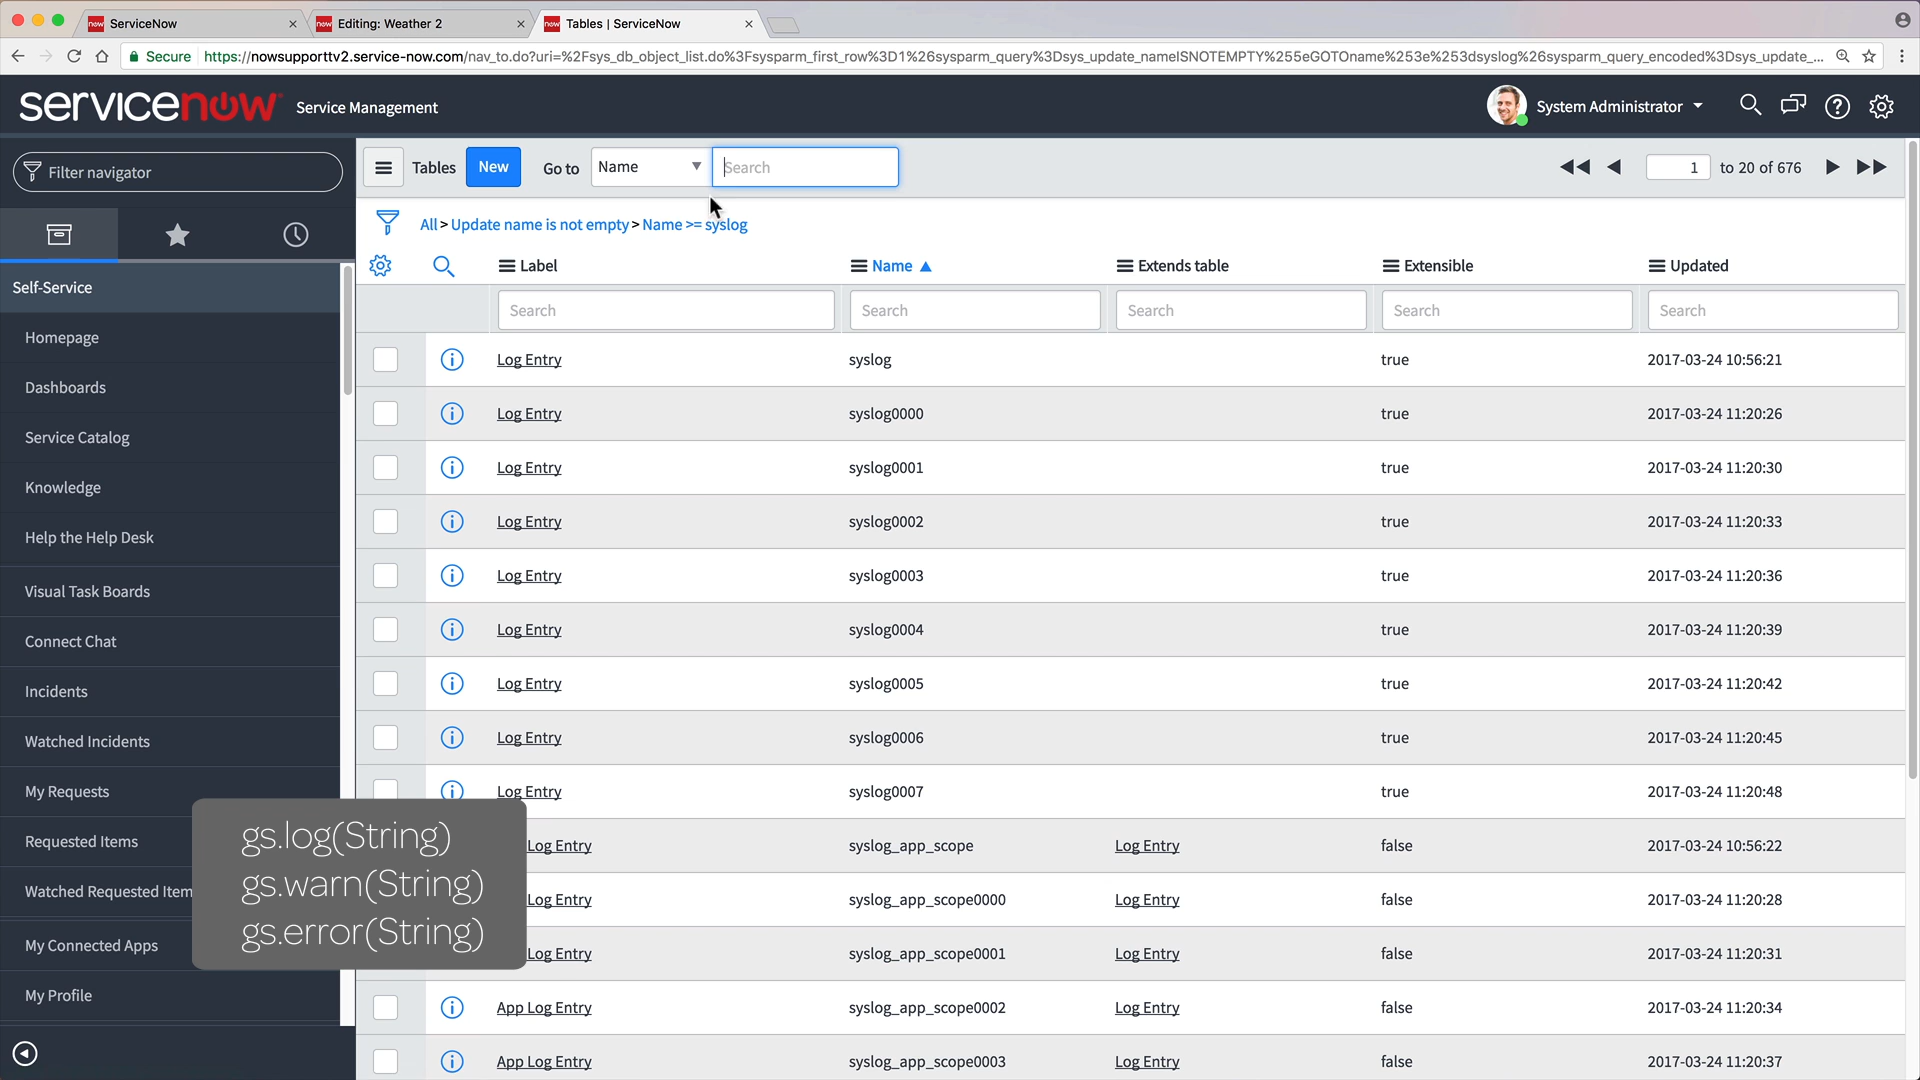 ServiceNow
Editing: Weather 2
Tables | ServiceNow
Secure https://nowsupporttv2.service-now.com/nav_to.do?uri=%2Fsys_db_object_list.do%3Fsysparm_first_row%3D1%26sysparm_query%3Dsys_update_nameISNOTEMPTY%255eGOTOname%253e%253dsyslog%26sysparm_query_encoded%3Dsys_update_...
servicenow Service Management
System Administrator
Filter navigator
Tables New Go to Name Search
1 to 20 of 676
All > Update name is not empty > Name >= syslog
Label Name Extends table Extensible Updated
Search Search Search Search Search
Self-Service
Homepage
Dashboards
Service Catalog
Knowledge
Help the Help Desk
Visual Task Boards
Connect Chat
Incidents
Watched Incidents
My Requests
Requested Items
Watched Requested Item
My Connected Apps
My Profile
Log Entry syslog true 2017-03-24 10:56:21
Log Entry syslog0000 true 2017-03-24 11:20:26
Log Entry syslog0001 true 2017-03-24 11:20:30
Log Entry syslog0002 true 2017-03-24 11:20:33
Log Entry syslog0003 true 2017-03-24 11:20:36
Log Entry syslog0004 true 2017-03-24 11:20:39
Log Entry syslog0005 true 2017-03-24 11:20:42
Log Entry syslog0006 true 2017-03-24 11:20:45
Log Entry syslog0007 true 2017-03-24 11:20:48
Log Entry syslog_app_scope Log Entry false 2017-03-24 10:56:22
Log Entry syslog_app_scope0000 Log Entry false 2017-03-24 11:20:28
Log Entry syslog_app_scope0001 Log Entry false 2017-03-24 11:20:31
App Log Entry syslog_app_scope0002 Log Entry false 2017-03-24 11:20:34
App Log Entry syslog_app_scope0003 Log Entry false 2017-03-24 11:20:37
gs.log(String)
gs.warn(String)
gs.error(String)